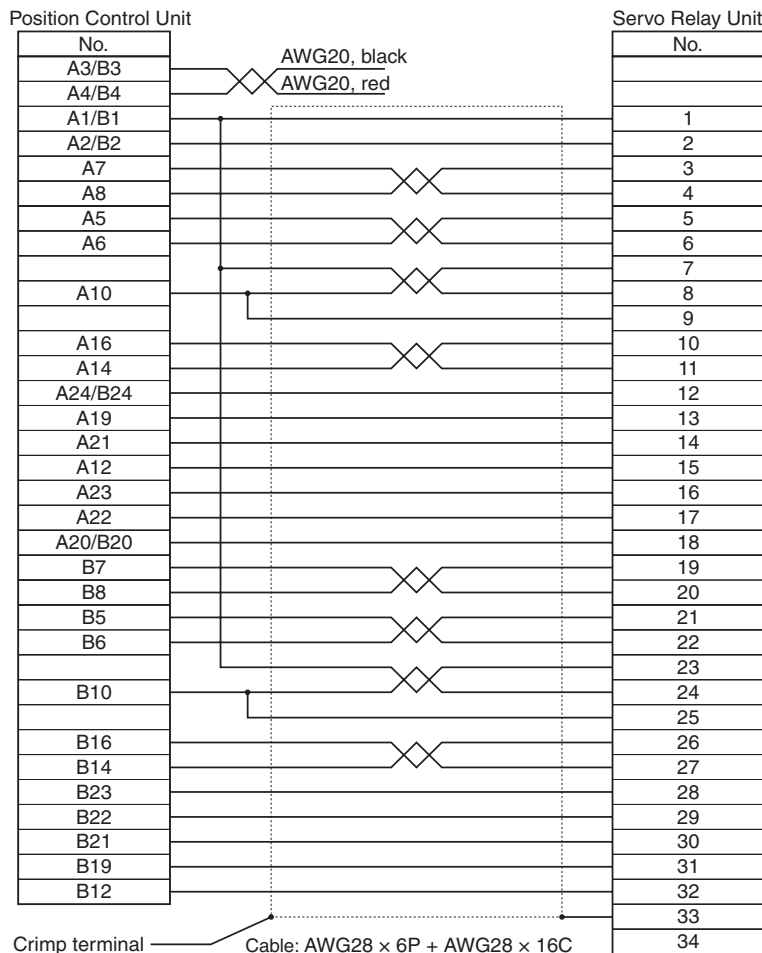 Position Control Unit Servo Relay Unit
No. No.
A3/B3 AWG20, black
A4/B4 AWG20, red
A1/B1 1
A2/B2 2
A7 3
A8 4
A5 5
A6 6
7
A10 8
9
A16 10
A14 11
A24/B24 12
A19 13
A21 14
A12 15
A23 16
A22 17
A20/B20 18
B7 19
B8 20
B5 21
B6 22
23
B10 24
25
B16 26
B14 27
B23 28
B22 29
B21 30
B19 31
B12 32
33
Crimp terminal Cable: AWG28 × 6P + AWG28 × 16C 34